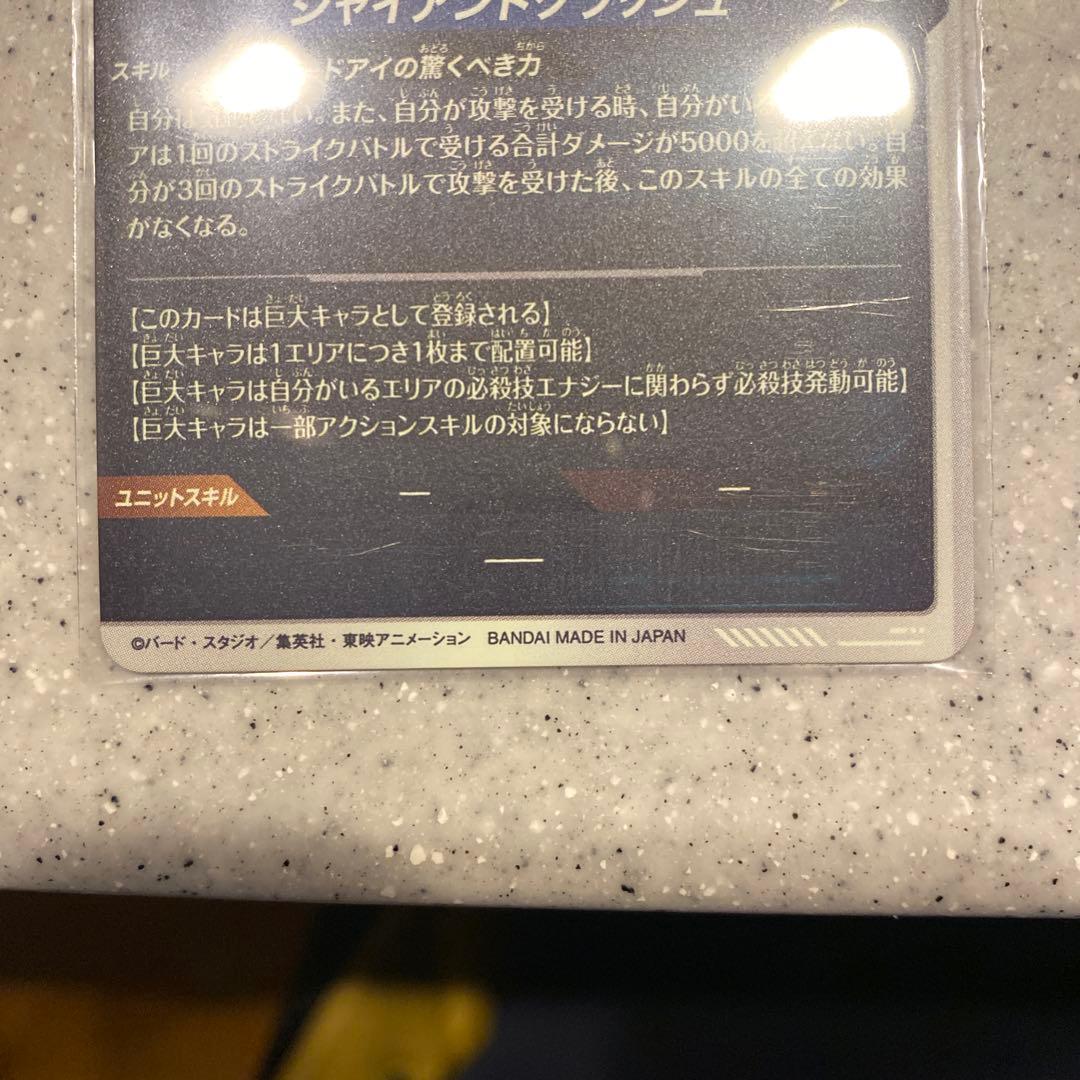 ジャイアントクラッシュ
スキル ドアイの驚くべき力
自分は ない。また、自分が攻撃を受ける時、自分がい
アは1回のストライクバトルで受ける合計ダメージが5000を超えない。自
分が3回のストライクバトルで攻撃を受けた後、このスキルの全ての効果
がなくなる。
【このカードは巨大キャラとして登録される】
【巨大キャラは1エリアにつき1枚まで配置可能】
【巨大キャラは自分がいるエリアの必殺技エナジーに関わらず必殺技発動可能】
【巨大キャラは一部アクションスキルの対象にならない】
ユニットスキル — —
—
©バード・スタジオ／集英社・東映アニメーション BANDAI MADE IN JAPAN